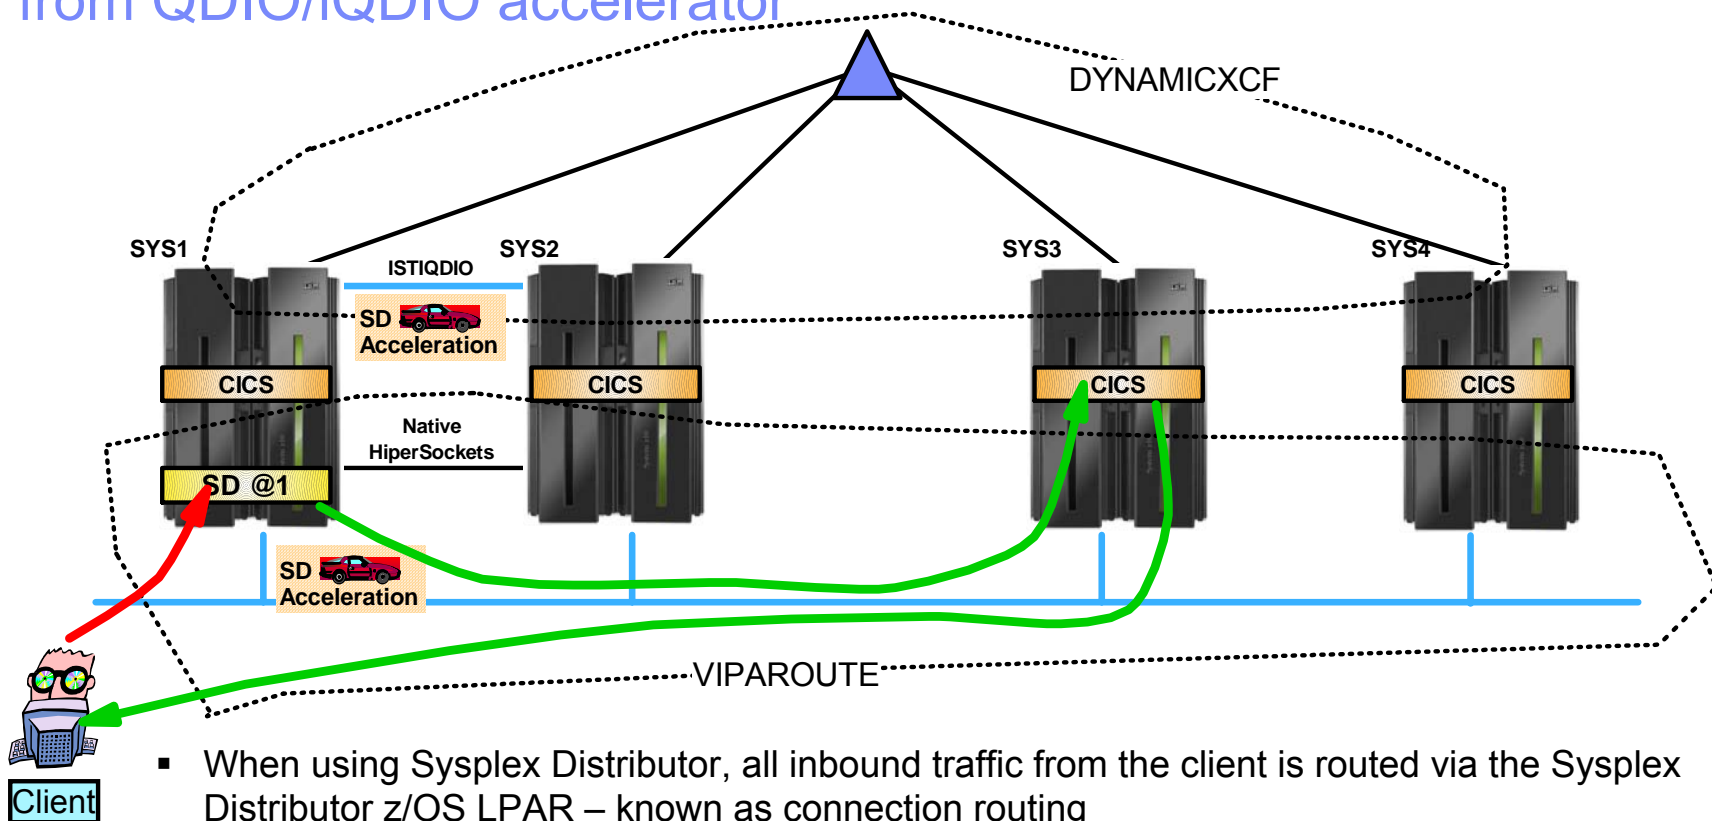 from QDIO/iQDIO accelerator
DYNAMICXCF
SYS1
SYS2
SYS3
SYS4
ISTIQDIO
SD
Acceleration
CICS
CICS
CICS
CICS
Native
HiperSockets
SD @1
SD
Acceleration
VIPAROUTE
Client
▪ When using Sysplex Distributor, all inbound traffic from the client is routed via the Sysplex
Distributor z/OS LPAR – known as connection routing